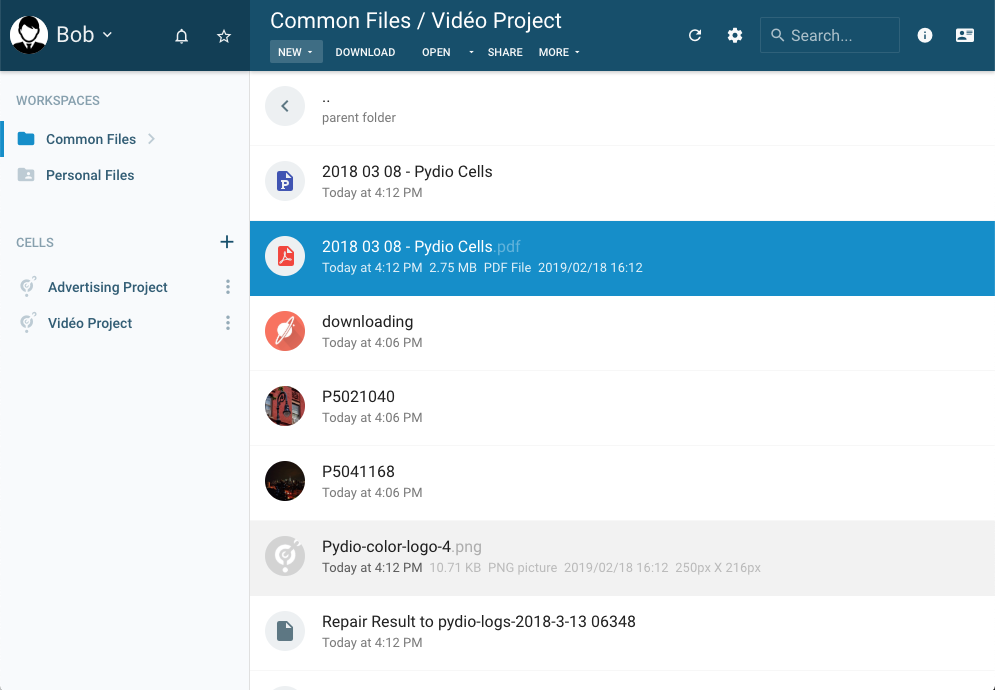 Bob
Common Files / Vidéo Project
NEW
DOWNLOAD
OPEN
SHARE
MORE
Search...
WORKSPACES
Common Files
Personal Files
CELLS
Advertising Project
Vidéo Project
..
parent folder
2018 03 08 - Pydio Cells
Today at 4:12 PM
2018 03 08 - Pydio Cells.pdf
Today at 4:12 PM 2.75 MB PDF File 2019/02/18 16:12
downloading
Today at 4:06 PM
P5021040
Today at 4:06 PM
P5041168
Today at 4:06 PM
Pydio-color-logo-4.png
Today at 4:12 PM 10.71 KB PNG picture 2019/02/18 16:12 250px X 216px
Repair Result to pydio-logs-2018-3-13 06348
Today at 4:12 PM